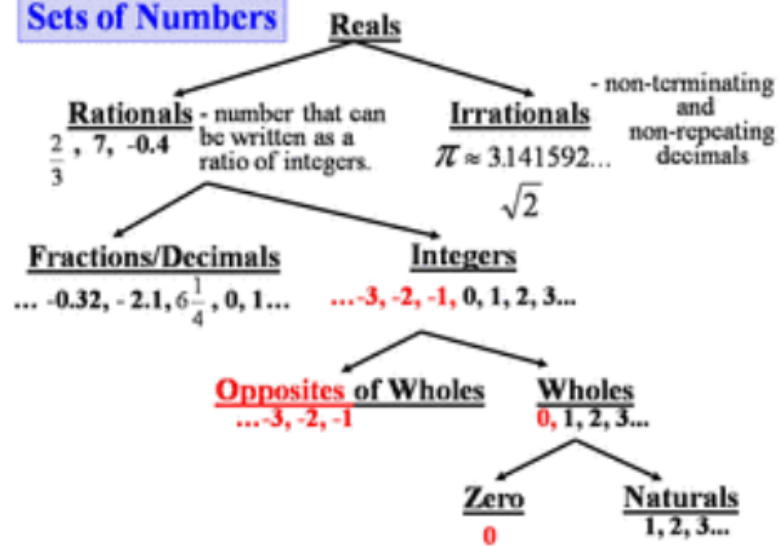 Sets of Numbers
Reals
Rationals - number that can be written as a ratio of integers.
2/3, 7, -0.4
Irrationals
- non-terminating and non-repeating decimals
π ≈ 3.141592...
√2
Fractions/Decimals
... -0.32, - 2.1, 6 1/4, 0, 1...
Integers
...-3, -2, -1, 0, 1, 2, 3...
Opposites of Wholes
...-3, -2, -1
Wholes
0, 1, 2, 3...
Zero
0
Naturals
1, 2, 3...